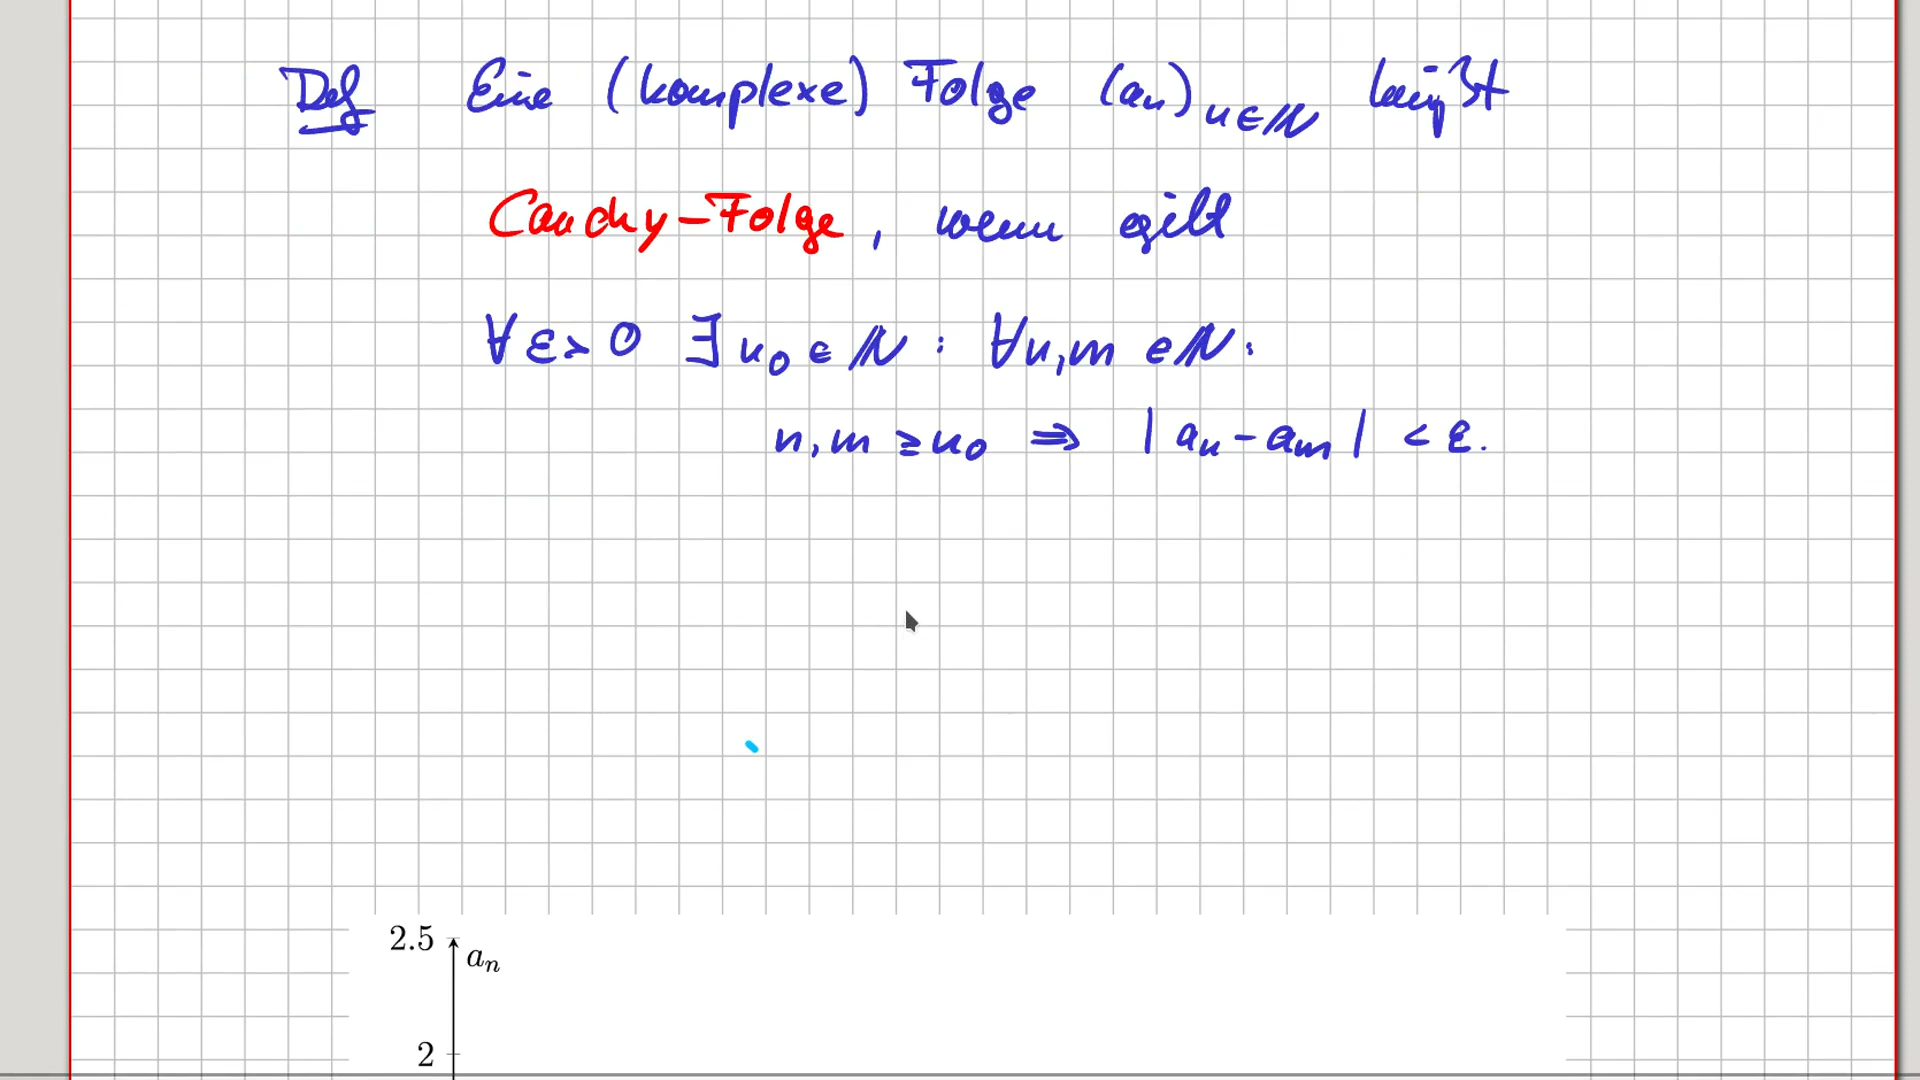 Def Eine (komplexe) Folge (aₙ)ₙ∈ℕ heißt
Cauchy-Folge, wenn gilt
∀ ε > 0 ∃ n₀ ∈ ℕ : ∀ n,m ∈ ℕ :
n,m ≥ n₀ ⇒ | aₙ - aₘ | < ε.
2.5
aₙ
2